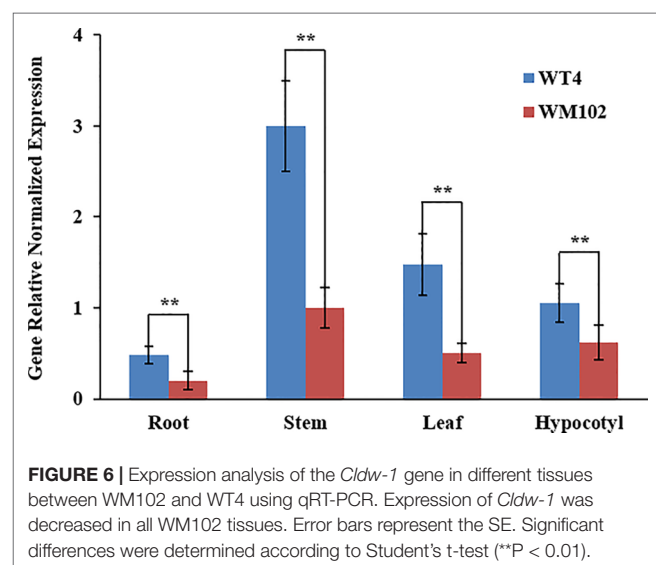 4
**
WT4
WM102
3
**
2
**
**
1
**
0
Gene Relative Normalized Expression
Root Stem Leaf Hypocotyl
FIGURE 6 | Expression analysis of the Cldw-1 gene in different tissues
between WM102 and WT4 using qRT-PCR. Expression of Cldw-1 was
decreased in all WM102 tissues. Error bars represent the SE. Significant
differences were determined according to Student's t-test (**P < 0.01).